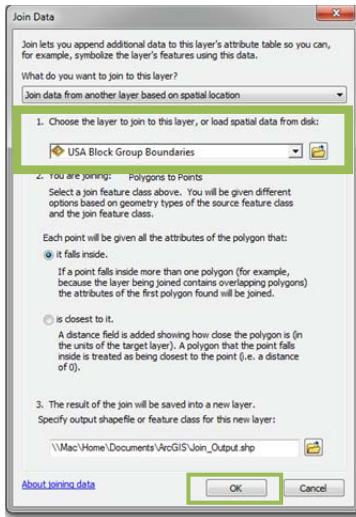 Join Data
Join lets you append additional data to this layer's attribute table so you can,
for example, symbolize the layer's features using this data.
What do you want to join to this layer?
Join data from another layer based on spatial location
1. Choose the layer to join to this layer, or load spatial data from disk:
USA Block Group Boundaries
2. You are joining: Polygons to Points
Select a join feature class above. You will be given different
options based on geometry types of the source feature class
and the join feature class.
Each point will be given all the attributes of the polygon that:
it falls inside.
If a point falls inside more than one polygon (for example,
because the layer being joined contains overlapping polygons)
the attributes of the first polygon found will be joined.
is closest to it.
A distance field is added showing how close the polygon is (in
the units of the target layer). A polygon that the point falls
inside is treated as being closest to the point (i.e. a distance
of 0).
3. The result of the join will be saved into a new layer.
Specify output shapefile or feature class for this new layer:
\\Mac\Home\Documents\ArcGIS\Join_Output.shp
About joining data
OK
Cancel